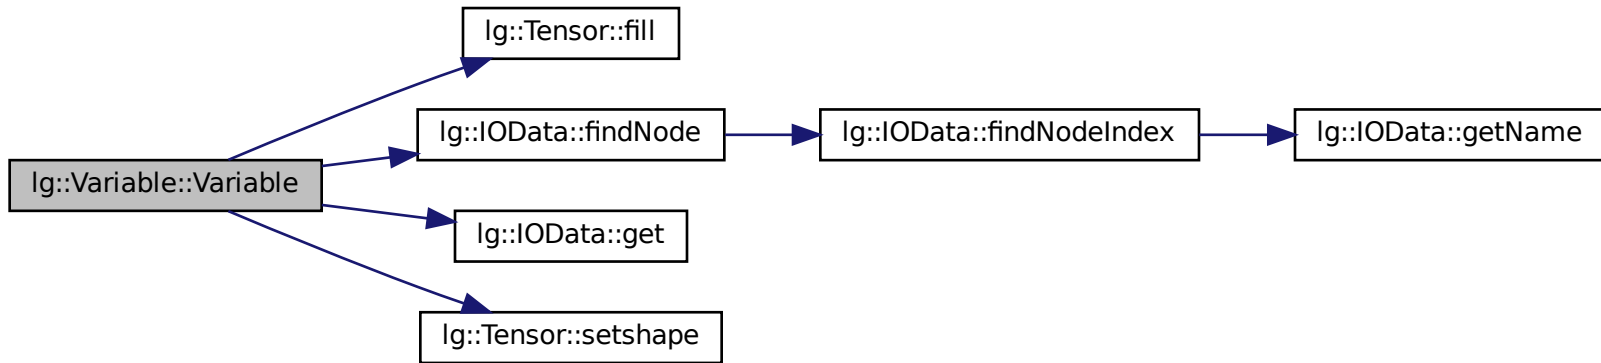 lg::Tensor::fill
lg::IOData::findNode
lg::IOData::findNodeIndex
lg::IOData::getName
lg::Variable::Variable
lg::IOData::get
lg::Tensor::setshape